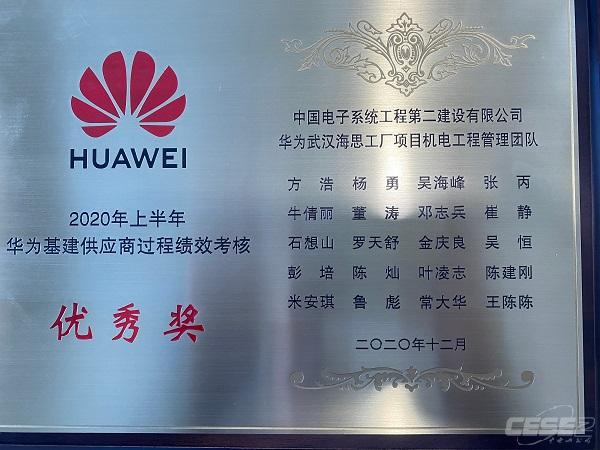 HUAWEI
2020年上半年
华为基建供应商过程绩效考核
优秀奖
中国电子系统工程第二建设有限公司
华为武汉海思工厂项目机电工程管理团队
方浩 杨勇 吴海峰 张丙
牛倩丽 董涛 邓志兵 崔静
石想山 罗天舒 金庆良 吴恒
彭培 陈灿 叶凌志 陈建刚
米安琪 鲁彪 常大华 王陈陈
二〇二〇年十二月
CESE2